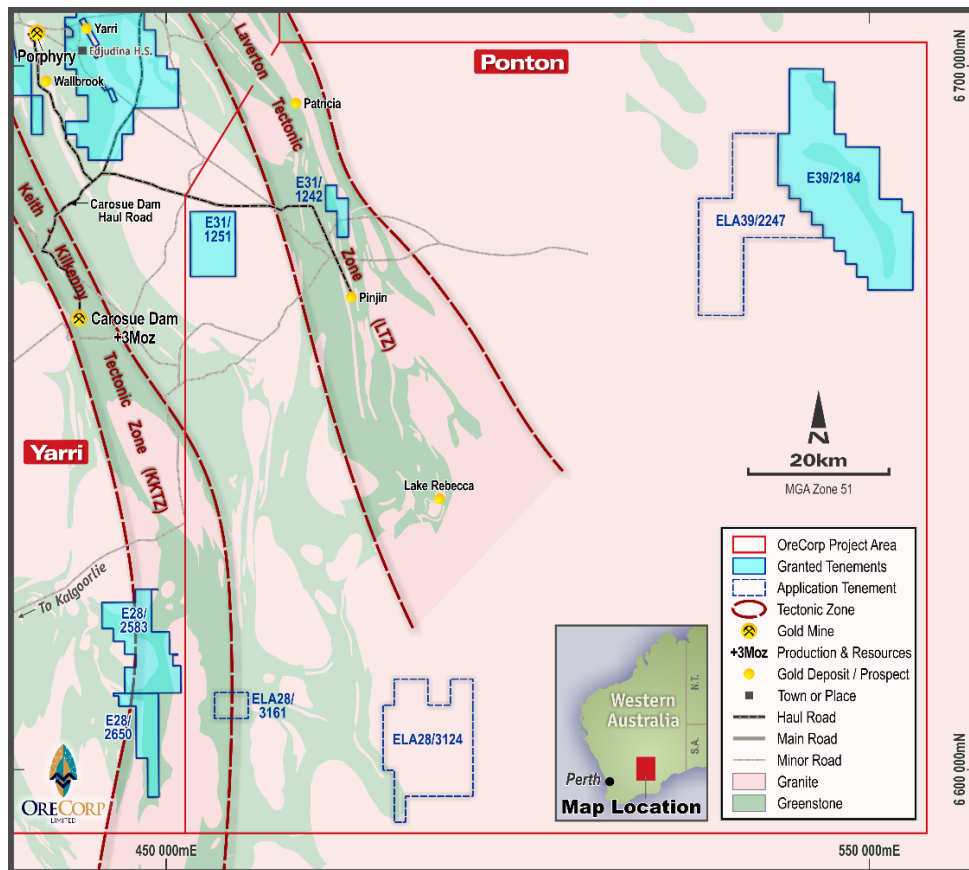 Yarri
Edjudina H.S.
Porphyry
Wallbrook
Laverton
Tectonic
Zone
(LTZ)
Patricia
Ponton
6 700 000mN
E39/2184
ELA39/2247
E31/
1242
E31/
1251
Carosue Dam
Haul Road
Keith
Kilkenny
Tectonic
Zone
(KKTZ)
Pinjin
Carosue Dam
+3Moz
Yarri
Lake Rebecca
N
20km
MGA Zone 51
To Kalgoorlie
E28/
2583
E28/
2650
ELA28/
3161
ELA28/3124
ORECORP
LIMITED
Western
Australia
N.T.
S.A.
Perth
Map Location
OreCorp Project Area
Granted Tenements
Application Tenement
Tectonic Zone
Gold Mine
+3Moz Production & Resources
Gold Deposit / Prospect
Town or Place
Haul Road
Main Road
Minor Road
Granite
Greenstone
6 600 000mN
450 000mE
550 000mE